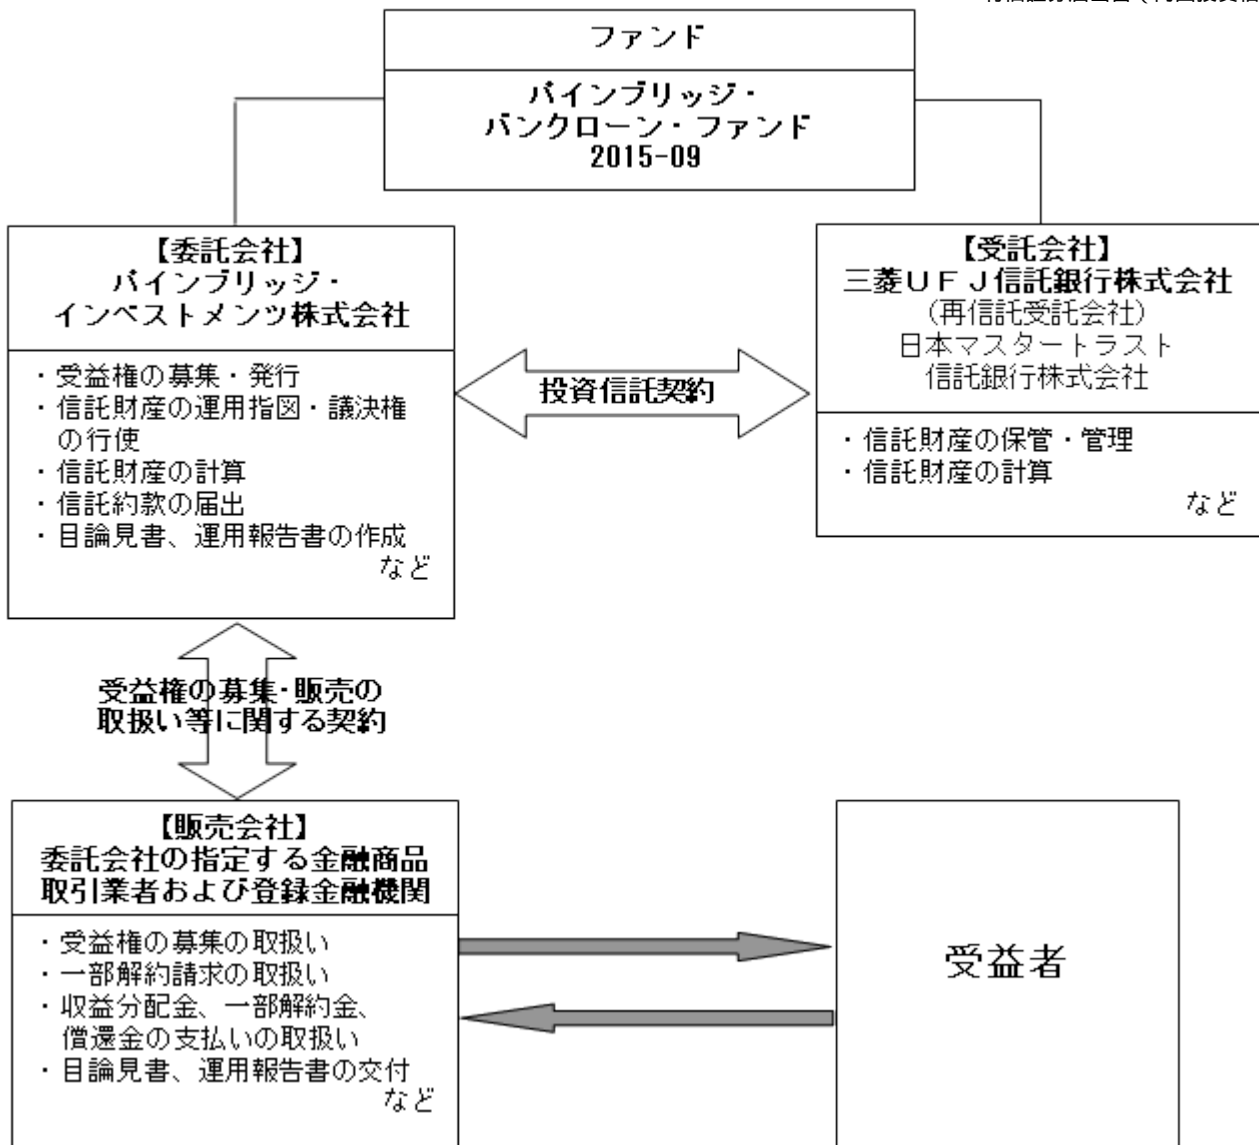 ファンド
パインブリッジ・
バンクローン・ファンド
2015-09
【委託会社】
パインブリッジ・
インベストメンツ株式会社
・受益権の募集・発行
・信託財産の運用指図・議決権
の行使
・信託財産の計算
・信託約款の届出
・目論見書、運用報告書の作成
など
投資信託契約
【受託会社】
三菱UFJ信託銀行株式会社
(再信託受託会社)
日本マスタートラスト
信託銀行株式会社
・信託財産の保管・管理
・信託財産の計算
など
受益権の募集・販売の
取扱い等に関する契約
【販売会社】
委託会社の指定する金融商品
取引業者および登録金融機関
・受益権の募集の取扱い
・一部解約請求の取扱い
・収益分配金、一部解約金、
償還金の支払いの取扱い
・目論見書、運用報告書の交付
など
受益者